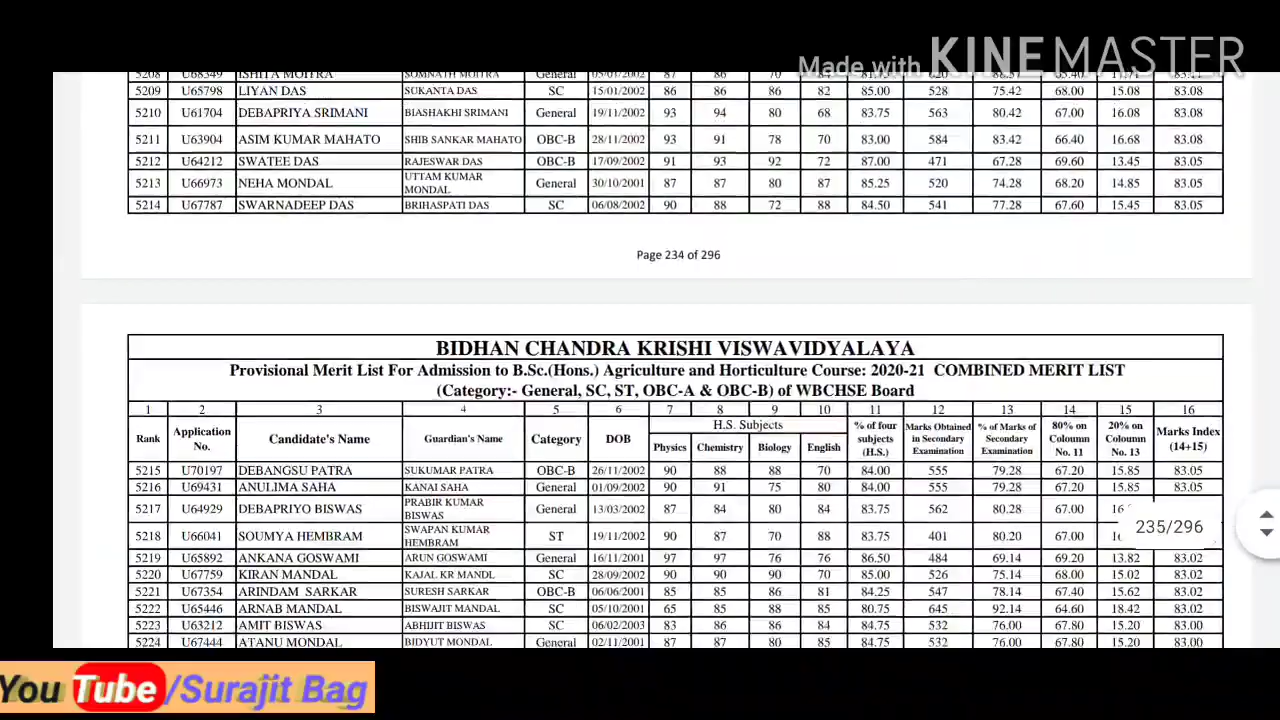 Made with KINEMASTER
5208 U68349 ISHITA MOITRA SOMNATH MOITRA General 05/01/2002 87 86 70 620 83.11
5209 U65798 LIYAN DAS SUKANTA DAS SC 15/01/2002 86 86 86 82 85.00 528 75.42 68.00 15.08 83.08
5210 U61704 DEBAPRIYA SRIMANI BIASHAKHI SRIMANI General 19/11/2002 93 94 80 68 83.75 563 80.42 67.00 16.08 83.08
5211 U63904 ASIM KUMAR MAHATO SHIB SANKAR MAHATO OBC-B 28/11/2002 93 91 78 70 83.00 584 83.42 66.40 16.68 83.08
5212 U64212 SWATEE DAS RAJESWAR DAS OBC-B 17/09/2002 91 93 92 72 87.00 471 67.28 69.60 13.45 83.05
5213 U66973 NEHA MONDAL UTTAM KUMAR MONDAL General 30/10/2001 87 87 80 87 85.25 520 74.28 68.20 14.85 83.05
5214 U67787 SWARNADEEP DAS BRIHASPATI DAS SC 06/08/2002 90 88 72 88 84.50 541 77.28 67.60 15.45 83.05
Page 234 of 296
BIDHAN CHANDRA KRISHI VISWAVIDYALAYA
Provisional Merit List For Admission to B.Sc.(Hons.) Agriculture and Horticulture Course: 2020-21 COMBINED MERIT LIST
(Category:- General, SC, ST, OBC-A & OBC-B) of WBCHSE Board
1 2 3 4 5 6 7 8 9 10 11 12 13 14 15 16
Rank Application No. Candidate's Name Guardian's Name Category DOB H.S. Subjects Physics Chemistry Biology English % of four subjects (H.S.) Marks Obtained in Secondary Examination % of Marks of Secondary Examination 80% on Coloumn No. 11 20% on Coloumn No. 13 Marks Index (14+15)
5215 U70197 DEBANGSU PATRA SUKUMAR PATRA OBC-B 26/11/2002 90 88 88 70 84.00 555 79.28 67.20 15.85 83.05
5216 U69431 ANULIMA SAHA KANAI SAHA General 01/09/2002 90 91 75 80 84.00 555 79.28 67.20 15.85 83.05
5217 U64929 DEBAPRIYO BISWAS PRABIR KUMAR BISWAS General 13/03/2002 87 84 80 84 83.75 562 80.28 67.00
5218 U66041 SOUMYA HEMBRAM SWAPAN KUMAR HEMBRAM ST 19/11/2002 90 87 70 88 83.75 401 80.20 67.00
235/296
5219 U65892 ANKANA GOSWAMI ARUN GOSWAMI General 16/11/2001 97 97 76 76 86.50 484 69.14 69.20 13.82 83.02
5220 U67759 KIRAN MANDAL KAJAL KR MANDL SC 28/09/2002 90 90 90 70 85.00 526 75.14 68.00 15.02 83.02
5221 U67354 ARINDAM SARKAR SURESH SARKAR OBC-B 06/06/2001 85 85 86 81 84.25 547 78.14 67.40 15.62 83.02
5222 U65446 ARNAB MANDAL BISWAJIT MANDAL SC 05/10/2001 65 85 88 85 80.75 645 92.14 64.60 18.42 83.02
5223 U63212 AMIT BISWAS ABHIJIT BISWAS SC 06/02/2003 83 86 86 84 84.75 532 76.00 67.80 15.20 83.00
5224 U67444 ATANU MONDAL BIDYUT MONDAL General 02/11/2001 87 87 80 85 84.75 532 76.00 67.80 15.20 83.00
You Tube/Surajit Bag